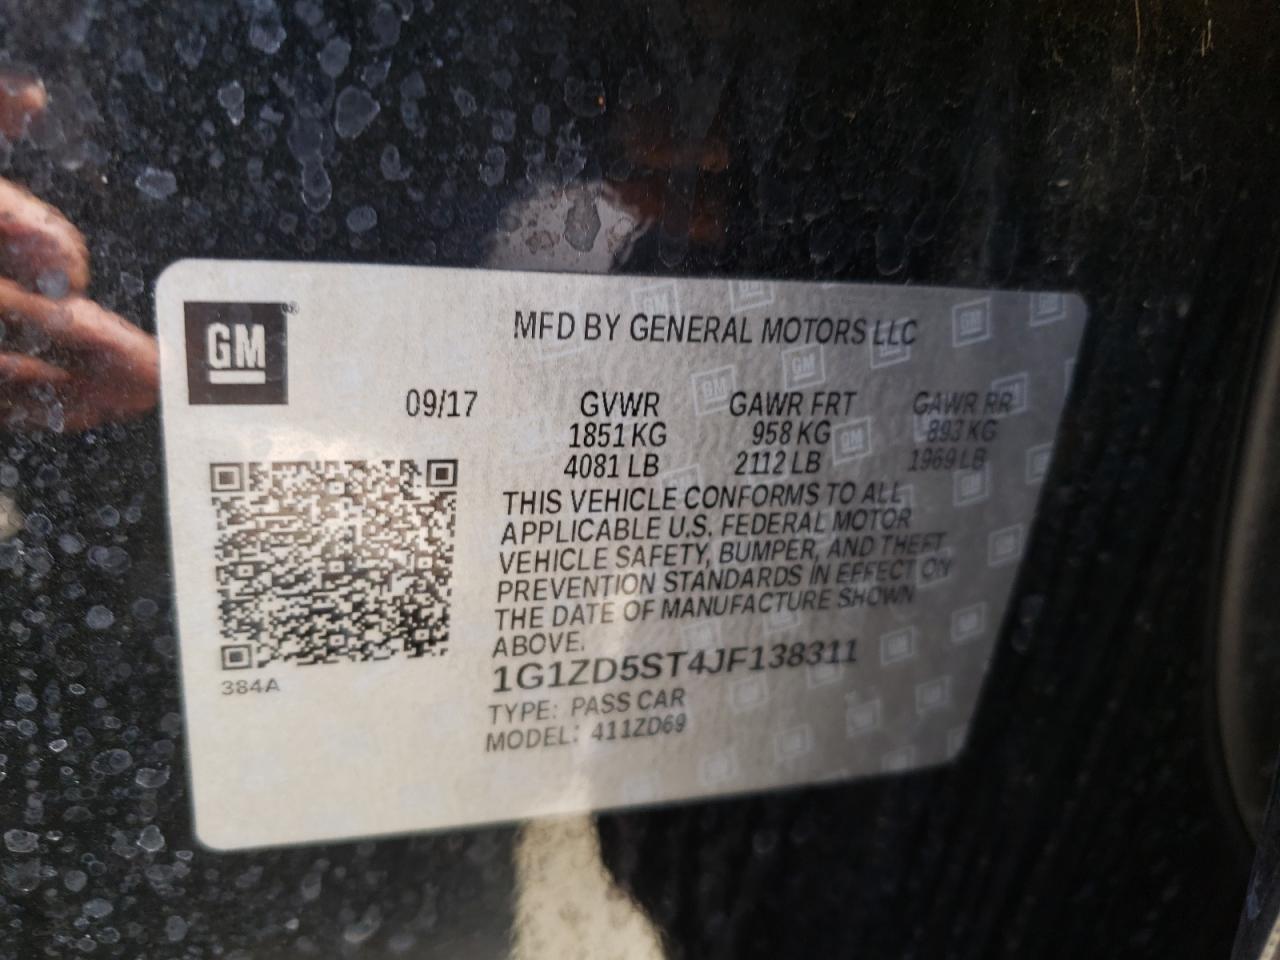 GM
MFD BY GENERAL MOTORS LLC
09/17 GVWR GAWR FRT GAWR RR
1851 KG 958 KG 893 KG
4081 LB 2112 LB 1969 LB
THIS VEHICLE CONFORMS TO ALL
APPLICABLE U.S. FEDERAL MOTOR
VEHICLE SAFETY, BUMPER, AND THEFT
PREVENTION STANDARDS IN EFFECT ON
THE DATE OF MANUFACTURE SHOWN
ABOVE.
384A
1G1ZD5ST4JF138311
TYPE: PASS CAR
MODEL: 411ZD69